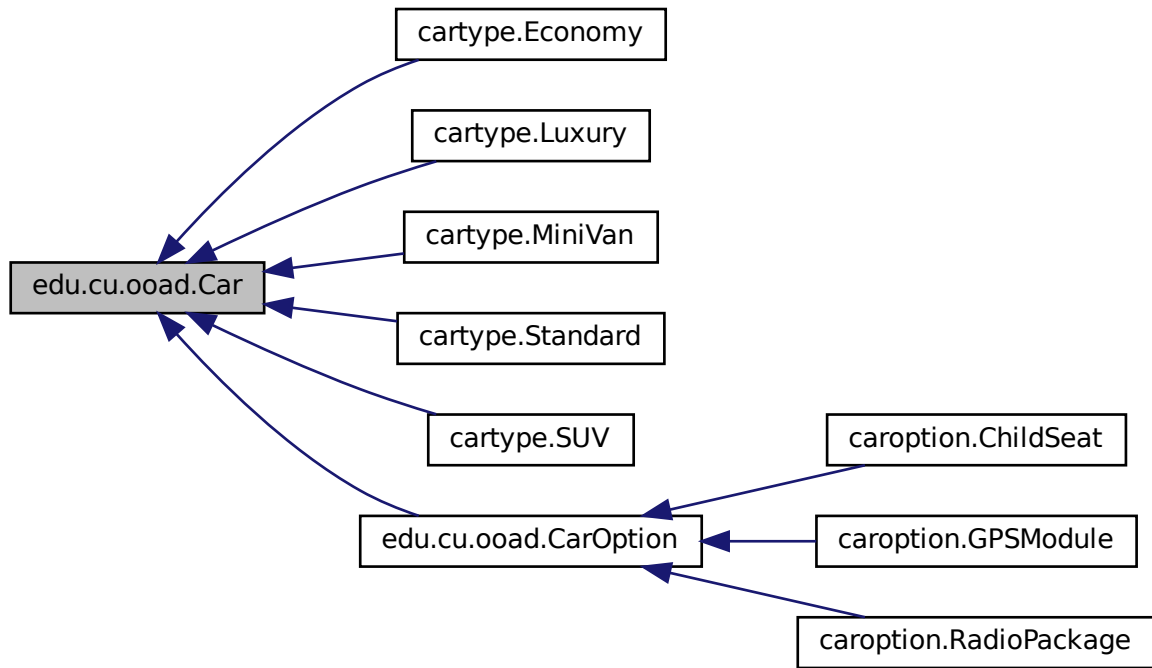 cartype.Economy
cartype.Luxury
cartype.MiniVan
edu.cu.ooad.Car
cartype.Standard
cartype.SUV
caroption.ChildSeat
edu.cu.ooad.CarOption
caroption.GPSModule
caroption.RadioPackage